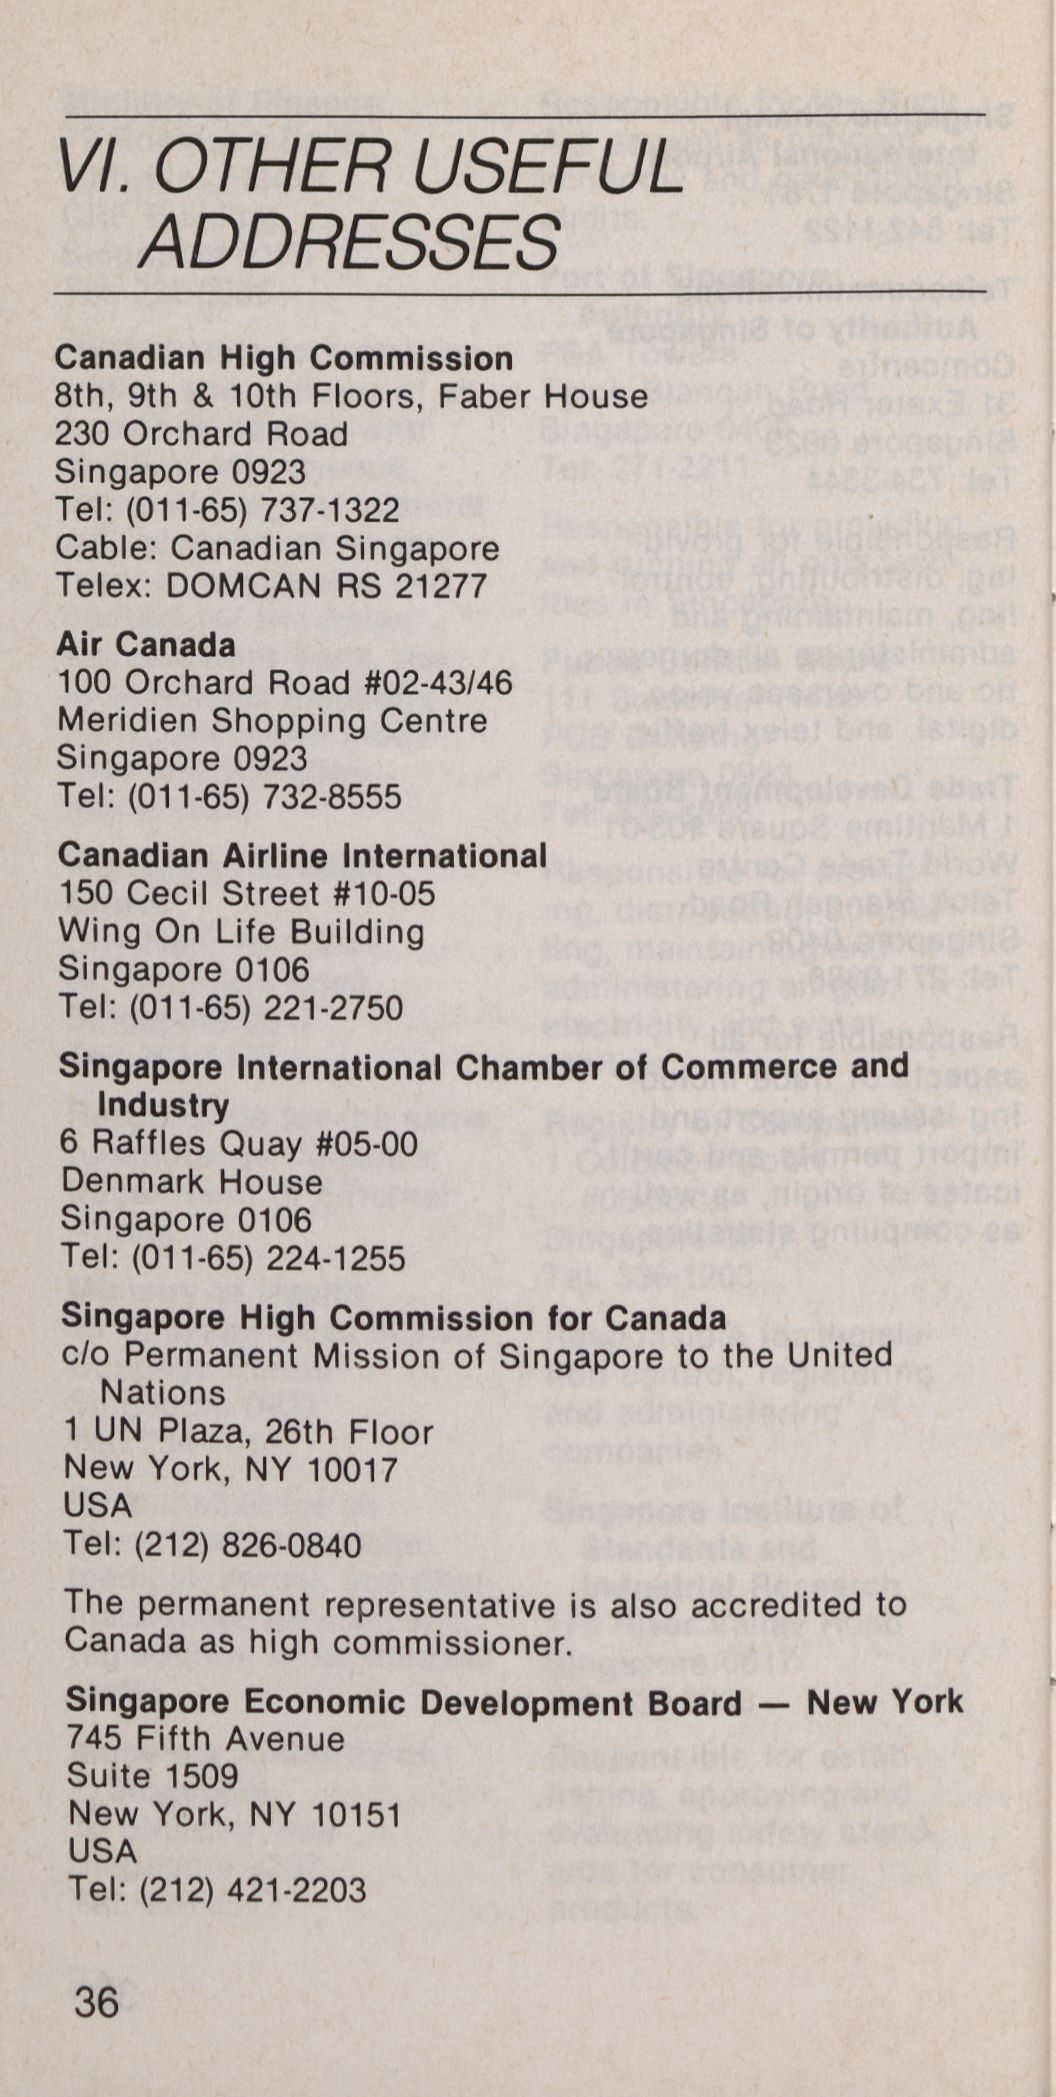 VI. OTHER USEFUL
ADDRESSES
Canadian High Commission
8th, 9th & 10th Floors, Faber House
230 Orchard Road
Singapore 0923
Tel: (011-65) 737-1322
Cable: Canadian Singapore
Telex: DOMCAN RS 21277
Air Canada
100 Orchard Road #02-43/46
Meridien Shopping Centre
Singapore 0923
Tel: (011-65) 732-8555
Canadian Airline International
150 Cecil Street #10-05
Wing On Life Building
Singapore 0106
Tel: (011-65) 221-2750
Singapore International Chamber of Commerce and
Industry
6 Raffles Quay #05-00
Denmark House
Singapore 0106
Tel: (011-65) 224-1255
Singapore High Commission for Canada
c/o Permanent Mission of Singapore to the United
Nations
1 UN Plaza, 26th Floor
New York, NY 10017
USA
Tel: (212) 826-0840
The permanent representative is also accredited to
Canada as high commissioner.
Singapore Economic Development Board — New York
745 Fifth Avenue
Suite 1509
New York, NY 10151
USA
Tel: (212) 421-2203
36